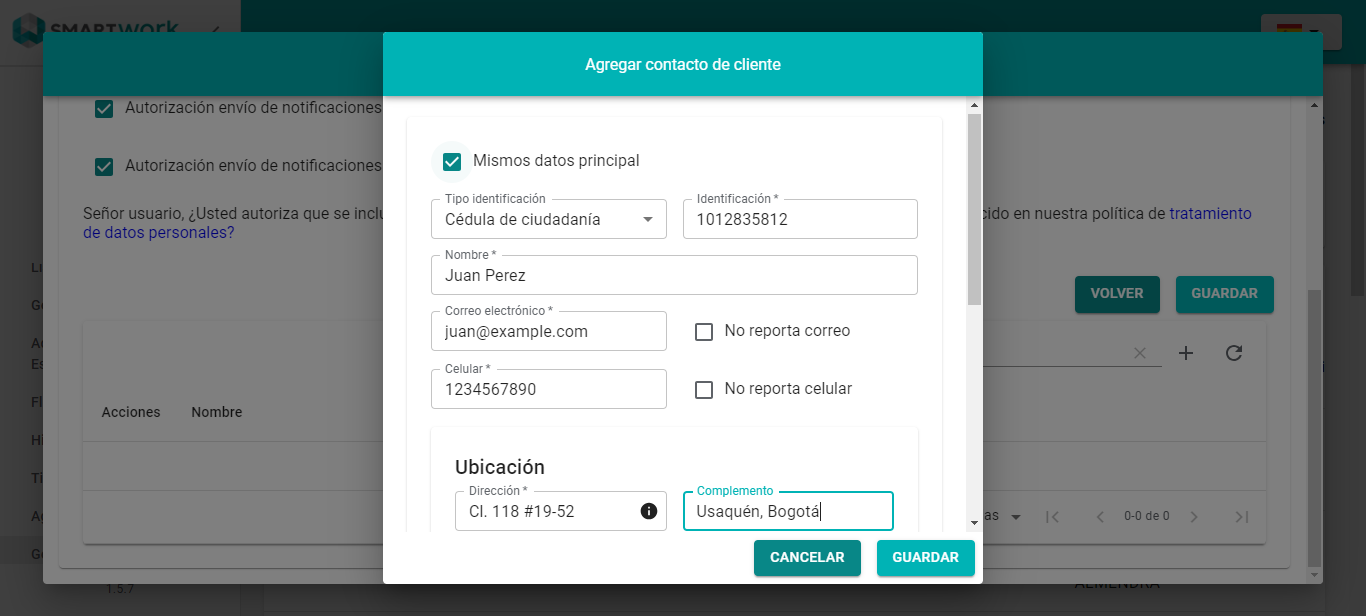 SMARTwork
Agregar contacto de cliente
Autorización envío de notificaciones
Mismos datos principal
Autorización envío de notificaciones
Tipo identificación
Identificación *
Cédula de ciudadanía
1012835812
Señor usuario, ¿Usted autoriza que se
cido en nuestra política de tratamiento
de datos personales?
Nombre *
Juan Perez
VOLVER
GUARDAR
Correo electrónico *
juan@example.com
No reporta correo
Celular *
1234567890
No reporta celular
Acciones
Nombre
Ubicación
Dirección *
Complemento
Cl. 118 #19-52
Usaquén, Bogotá
as
0-0 de 0
CANCELAR
GUARDAR
1.5.7